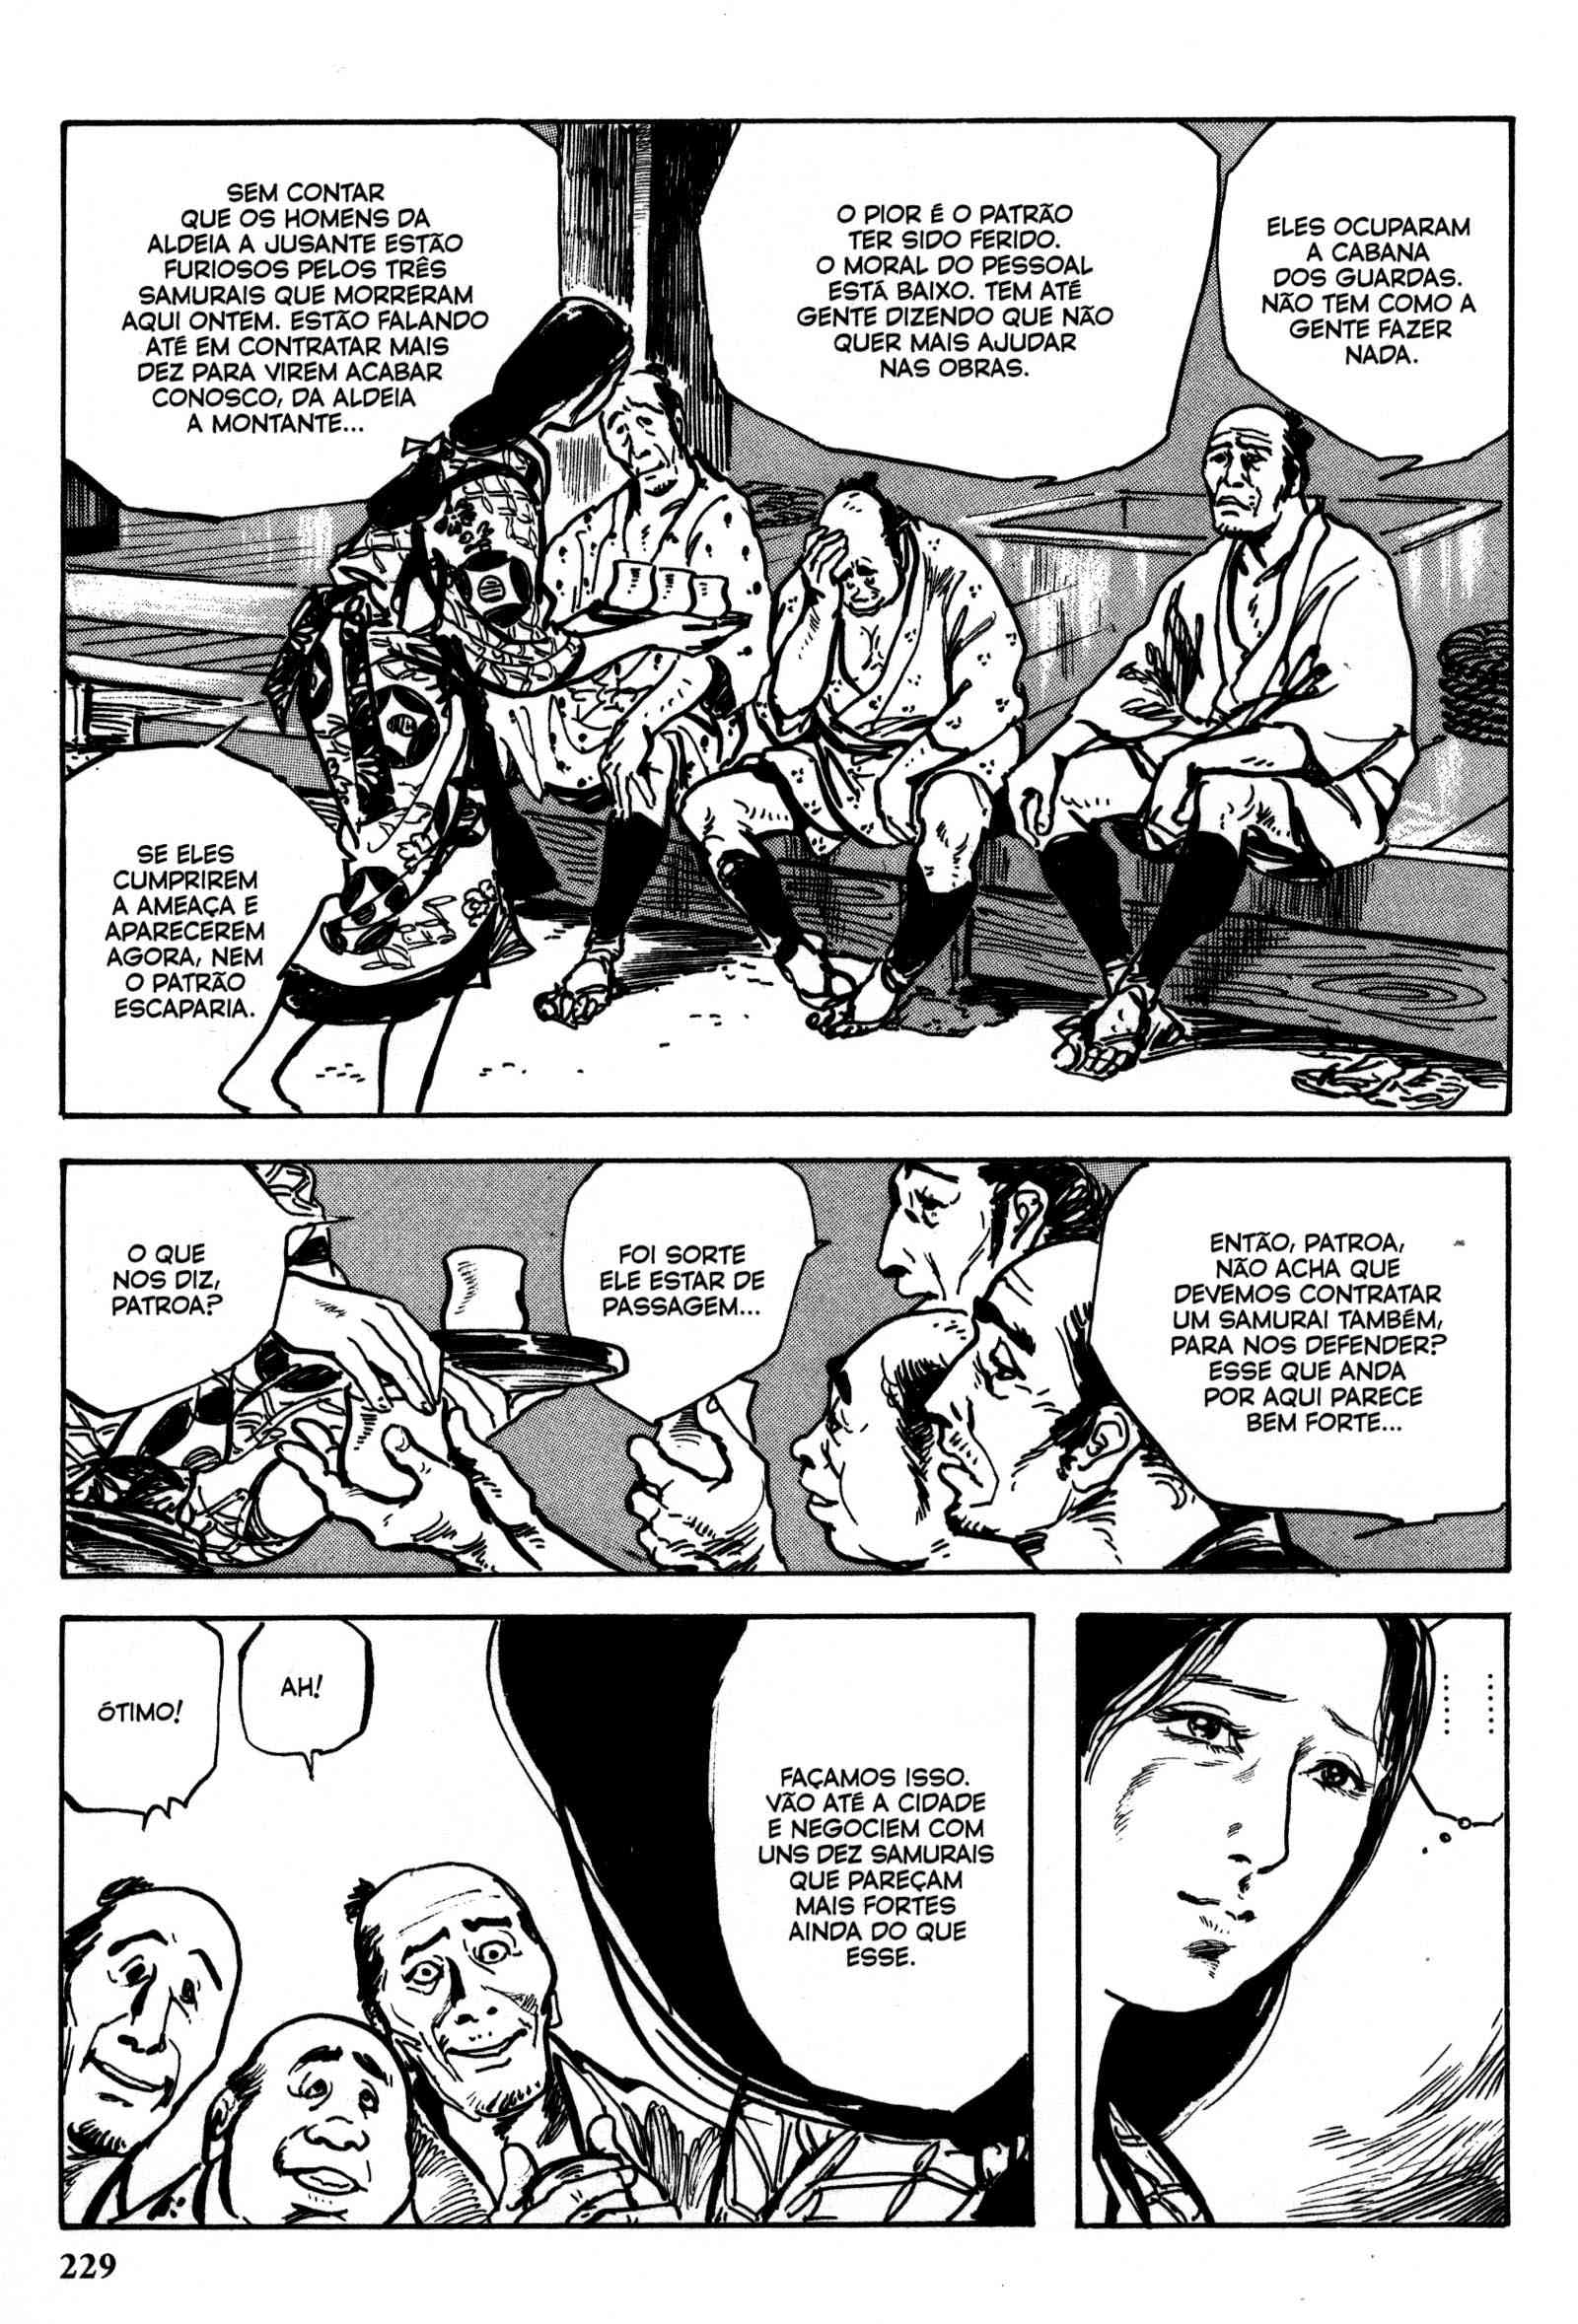 ELES OCUPARAM
A CABANA
DOS GUARDAS.
NÃO TEM COMO A
GENTE FAZER
NADA.
O PIOR É O PATRÃO
TER SIDO FERIDO.
O MORAL DO PESSOAL
ESTÁ BAIXO. TEM ATÉ
GENTE DIZENDO QUE NÃO
QUER MAIS AJUDAR
NAS OBRAS.
SEM CONTAR
QUE OS HOMENS DA
ALDEIA A JUSANTE ESTÃO
FURIOSOS PELOS TRÊS
SAMURAIS QUE MORRERAM
AQUI ONTEM. ESTÃO FALANDO
ATÉ EM CONTRATAR MAIS
DEZ PARA VIREM ACABAR
CONOSCO, DA ALDEIA
A MONTANTE...
SE ELES
CUMPRIREM
A AMEAÇA E
APARECEREM
AGORA, NEM
O PATRÃO
ESCAPARIA.
ENTÃO, PATROA,
NÃO ACHA QUE
DEVEMOS CONTRATAR
UM SAMURAI TAMBÉM,
PARA NOS DEFENDER?
ESSE QUE ANDA
POR AQUI PARECE
BEM FORTE...
FOI SORTE
ELE ESTAR DE
PASSAGEM...
O QUE
NOS DIZ,
PATROA?
........
........
FAÇAMOS ISSO.
VÃO ATÉ A CIDADE
E NEGOCIEM COM
UNS DEZ SAMURAIS
QUE PAREÇAM
MAIS FORTES
AINDA DO QUE
ESSE.
AH!
ÓTIMO!
229